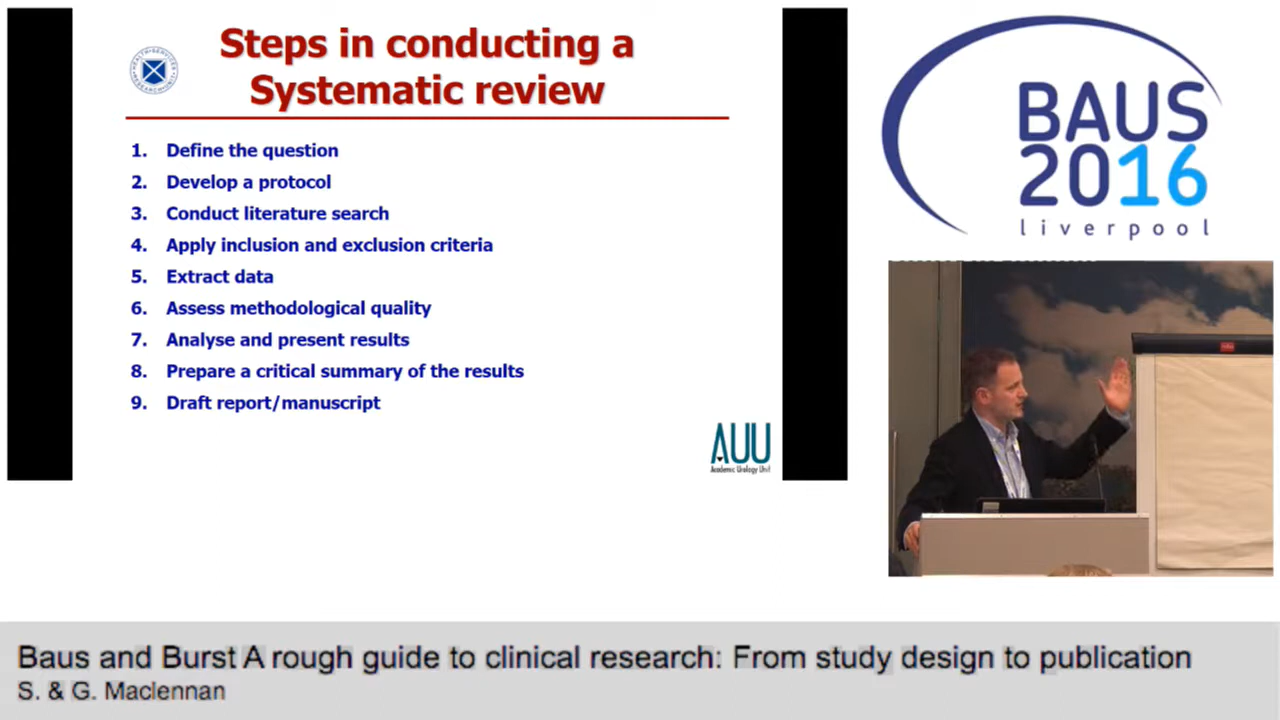 Steps in conducting a
Systematic review
1. Define the question
2. Develop a protocol
3. Conduct literature search
4. Apply inclusion and exclusion criteria
5. Extract data
6. Assess methodological quality
7. Analyse and present results
8. Prepare a critical summary of the results
9. Draft report/manuscript
AUU
Academic Urology Unit
BAUS
2016
liverpool
Baus and Burst A rough guide to clinical research: From study design to publication
S. & G. Maclennan